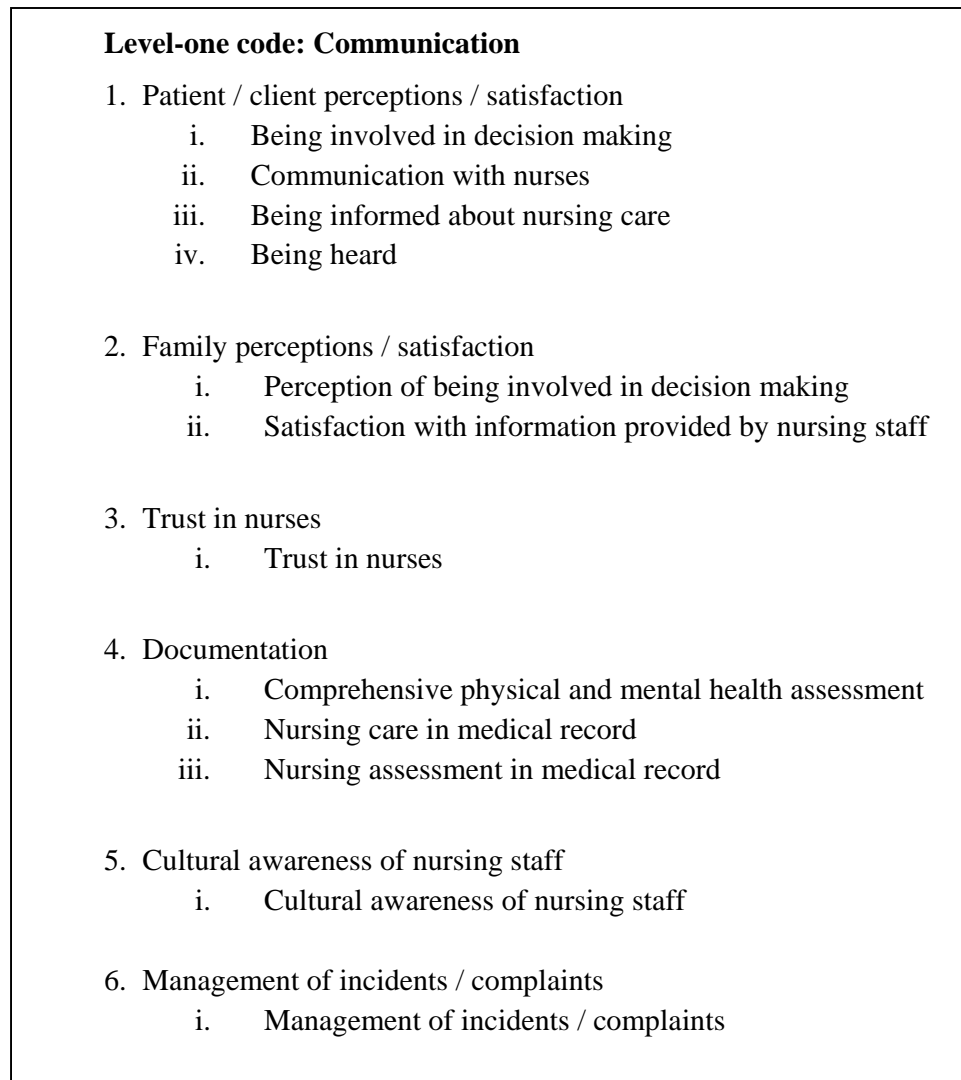 Level-one code: Communication
1. Patient / client perceptions / satisfaction
i. Being involved in decision making
ii. Communication with nurses
iii. Being informed about nursing care
iv. Being heard
2. Family perceptions / satisfaction
i. Perception of being involved in decision making
ii. Satisfaction with information provided by nursing staff
3. Trust in nurses
i. Trust in nurses
4. Documentation
i. Comprehensive physical and mental health assessment
ii. Nursing care in medical record
iii. Nursing assessment in medical record
5. Cultural awareness of nursing staff
i. Cultural awareness of nursing staff
6. Management of incidents / complaints
i. Management of incidents / complaints